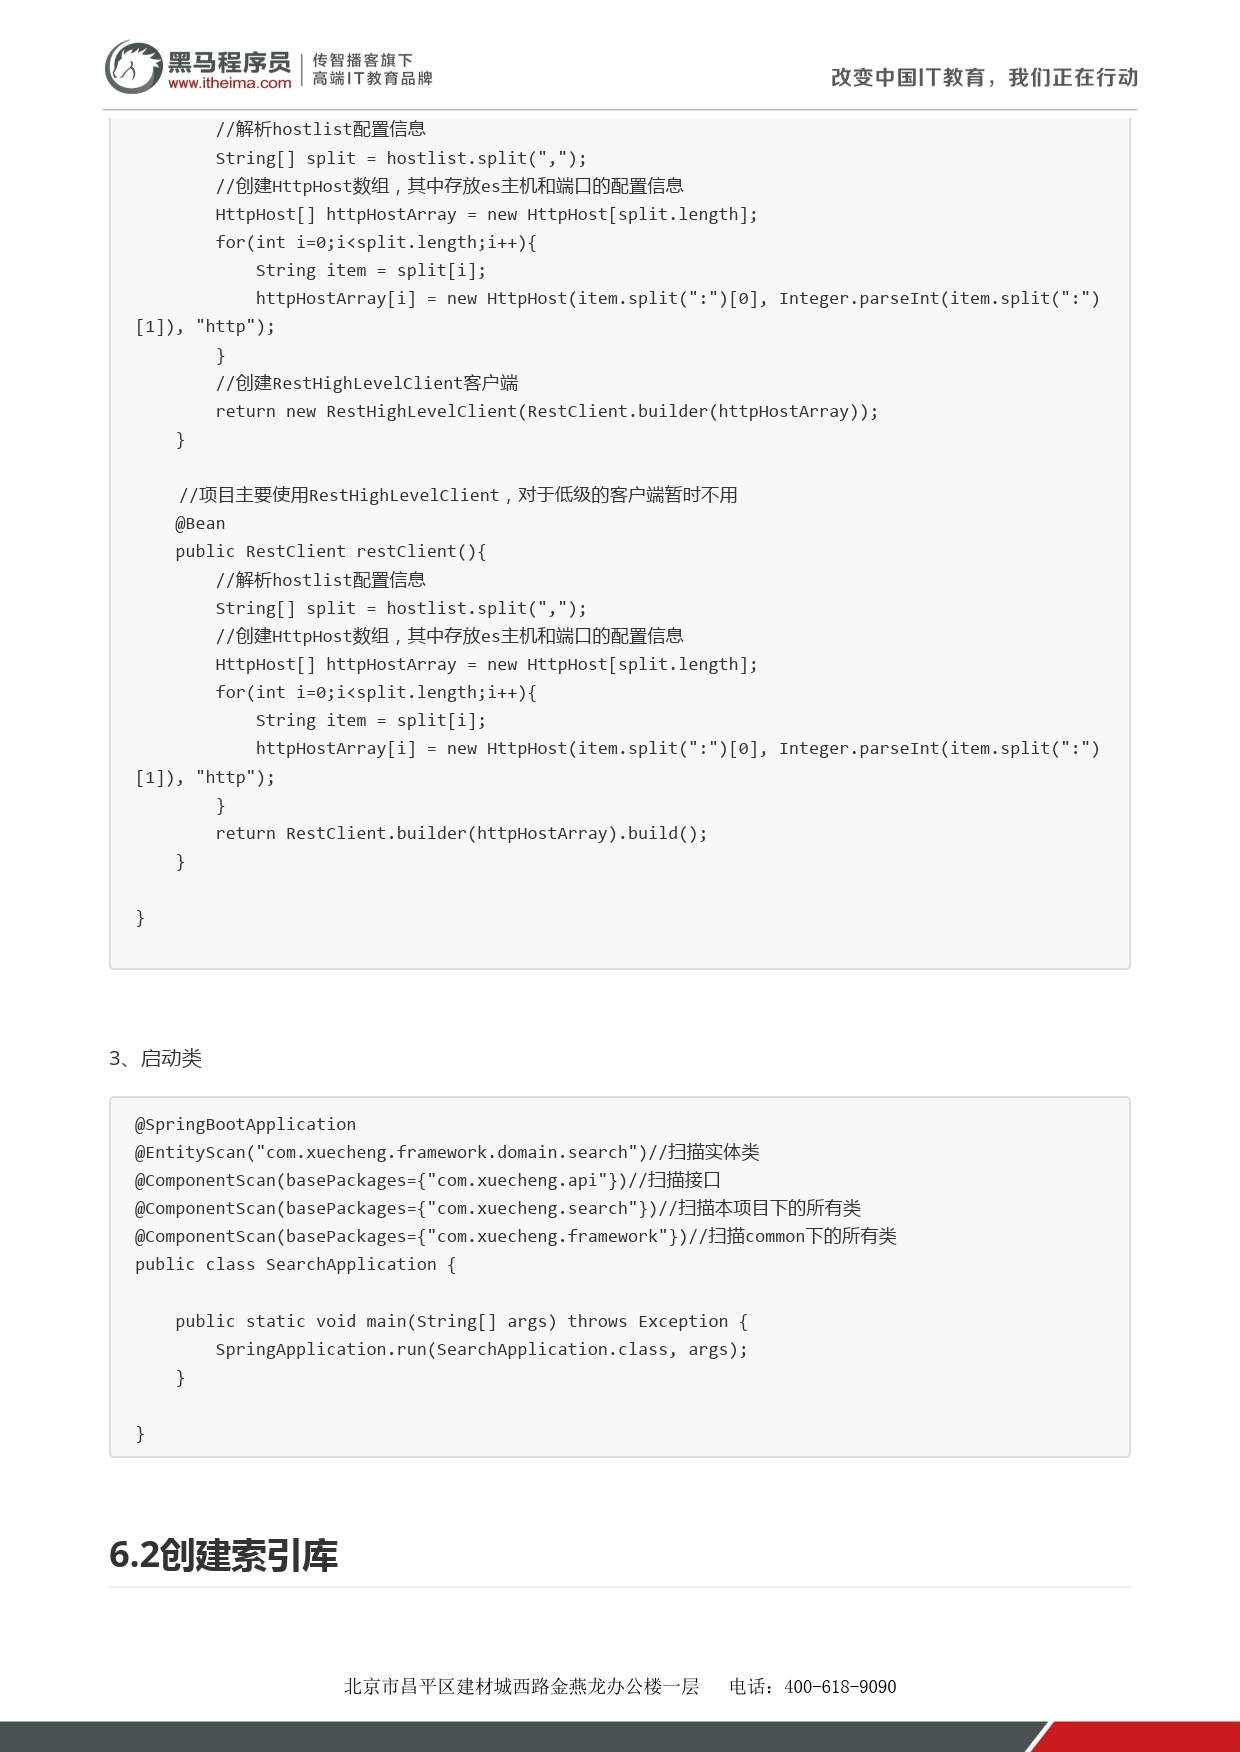 黑马程序员
www.itheima.com
传智播客旗下
高端IT教育品牌
改变中国IT教育，我们正在行动
        //解析hostlist配置信息
        String[] split = hostlist.split(",");
        //创建HttpHost数组，其中存放es主机和端口的配置信息
        HttpHost[] httpHostArray = new HttpHost[split.length];
        for(int i=0;i<split.length;i++){
            String item = split[i];
            httpHostArray[i] = new HttpHost(item.split(":")[0], Integer.parseInt(item.split(":")
[1]), "http");
        }
        //创建RestHighLevelClient客户端
        return new RestHighLevelClient(RestClient.builder(httpHostArray));
    }
    //项目主要使用RestHighLevelClient，对于低级的客户端暂时不用
    @Bean
    public RestClient restClient(){
        //解析hostlist配置信息
        String[] split = hostlist.split(",");
        //创建HttpHost数组，其中存放es主机和端口的配置信息
        HttpHost[] httpHostArray = new HttpHost[split.length];
        for(int i=0;i<split.length;i++){
            String item = split[i];
            httpHostArray[i] = new HttpHost(item.split(":")[0], Integer.parseInt(item.split(":")
[1]), "http");
        }
        return RestClient.builder(httpHostArray).build();
    }
}
3、启动类
@SpringBootApplication
@EntityScan("com.xuecheng.framework.domain.search")//扫描实体类
@ComponentScan(basePackages={"com.xuecheng.api"})//扫描接口
@ComponentScan(basePackages={"com.xuecheng.search"})//扫描本项目下的所有类
@ComponentScan(basePackages={"com.xuecheng.framework"})//扫描common下的所有类
public class SearchApplication {
    public static void main(String[] args) throws Exception {
        SpringApplication.run(SearchApplication.class, args);
    }
}
6.2创建索引库
北京市昌平区建材城西路金燕龙办公楼一层 电话：400-618-9090